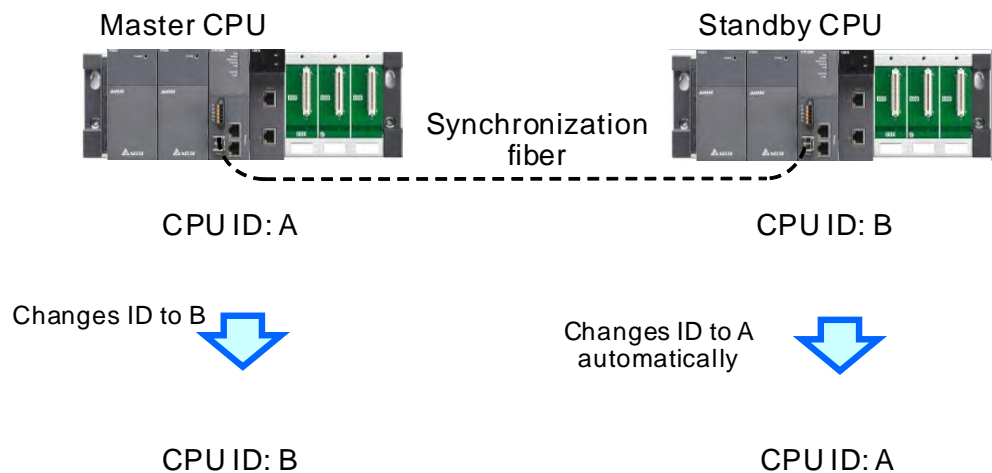 Master CPU
Standby CPU
Synchronization
fiber
CPU ID: A
CPU ID: B
Changes ID to B
Changes ID to A
automatically
CPU ID: B
CPU ID: A